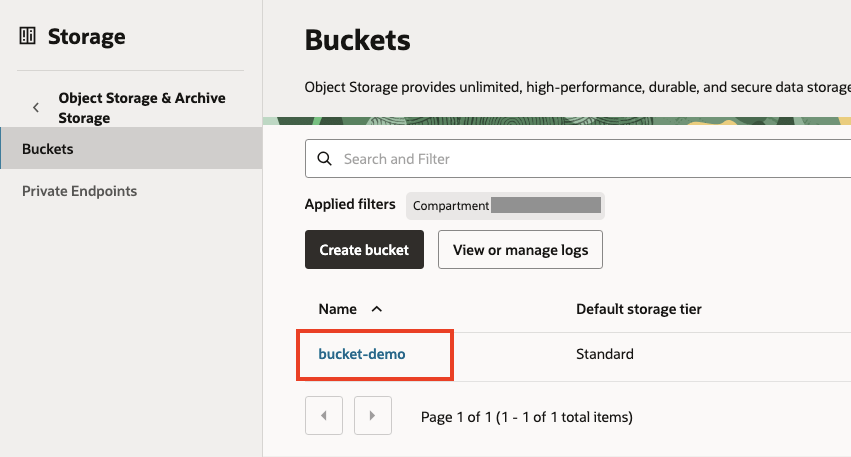 Storage
Object Storage & Archive
Storage
Buckets
Private Endpoints
Buckets
Object Storage provides unlimited, high-performance, durable, and secure data storage
Search and Filter
Applied filters
Compartment
Create bucket
View or manage logs
Name
Default storage tier
bucket-demo
Standard
Page 1 of 1 (1 - 1 of 1 total items)